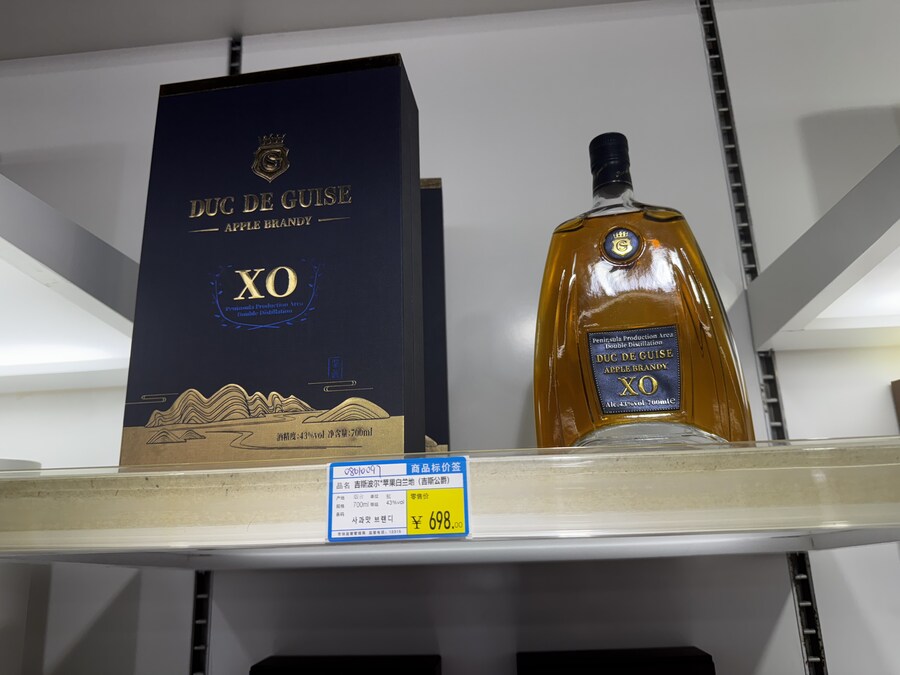 DUC DE GUISE
APPLE BRANDY
XO
Peninsula Production Area
Double Distillation
酒精度:43%vol 净含量:700ml
Peninsula Production Area
Double Distillation
DUC DE GUISE
APPLE BRANDY
XO
Alc:43%vol 700ml℮
商品标价签
品名 吉斯波尔*苹果白兰地（吉斯公爵）
700ml
43%vol
零售价
사과맛 브랜디
¥ 698.00